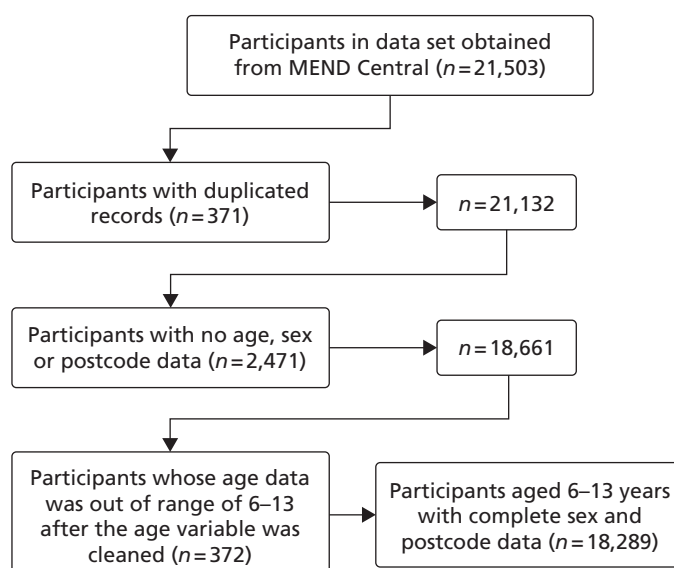 Participants in data set obtained
from MEND Central (n=21,503)
Participants with duplicated
records (n=371)
n=21,132
Participants with no age, sex
or postcode data (n=2,471)
n=18,661
Participants whose age data
was out of range of 6–13
after the age variable was
cleaned (n=372)
Participants aged 6–13 years
with complete sex and
postcode data (n=18,289)